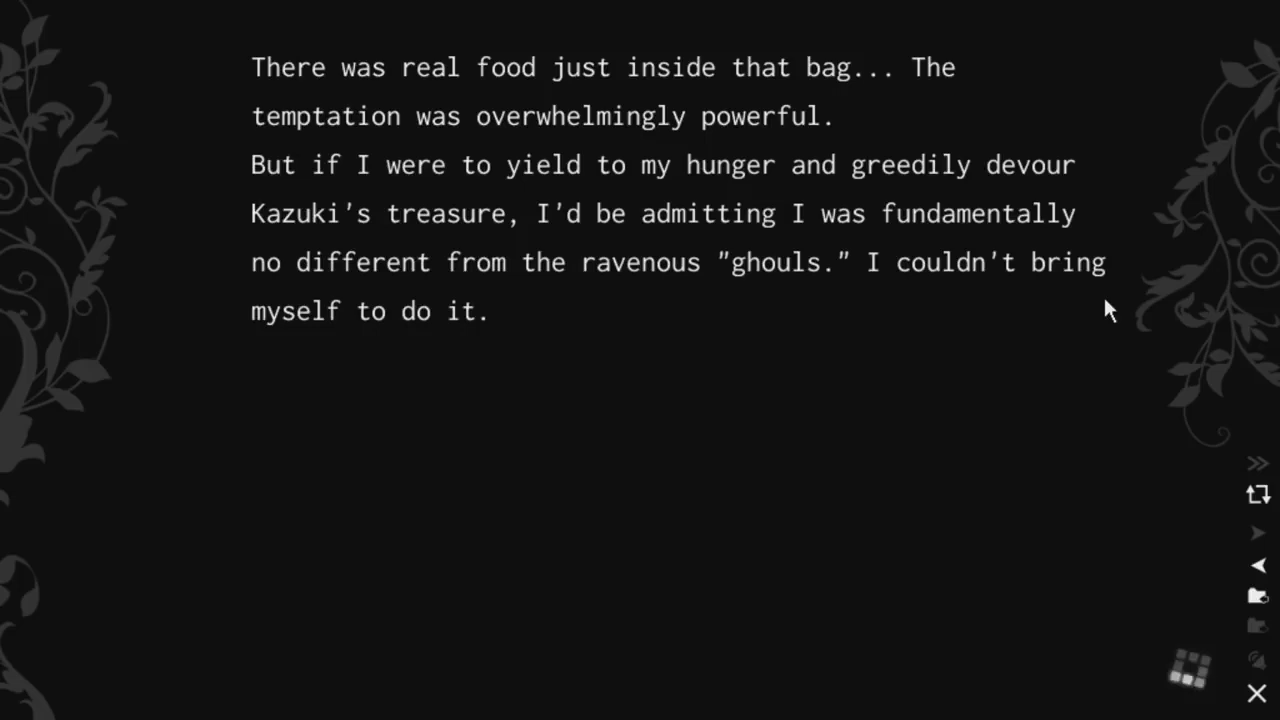 There was real food just inside that bag... The
temptation was overwhelmingly powerful.
But if I were to yield to my hunger and greedily devour
Kazuki's treasure, I'd be admitting I was fundamentally
no different from the ravenous "ghouls." I couldn't bring
myself to do it.